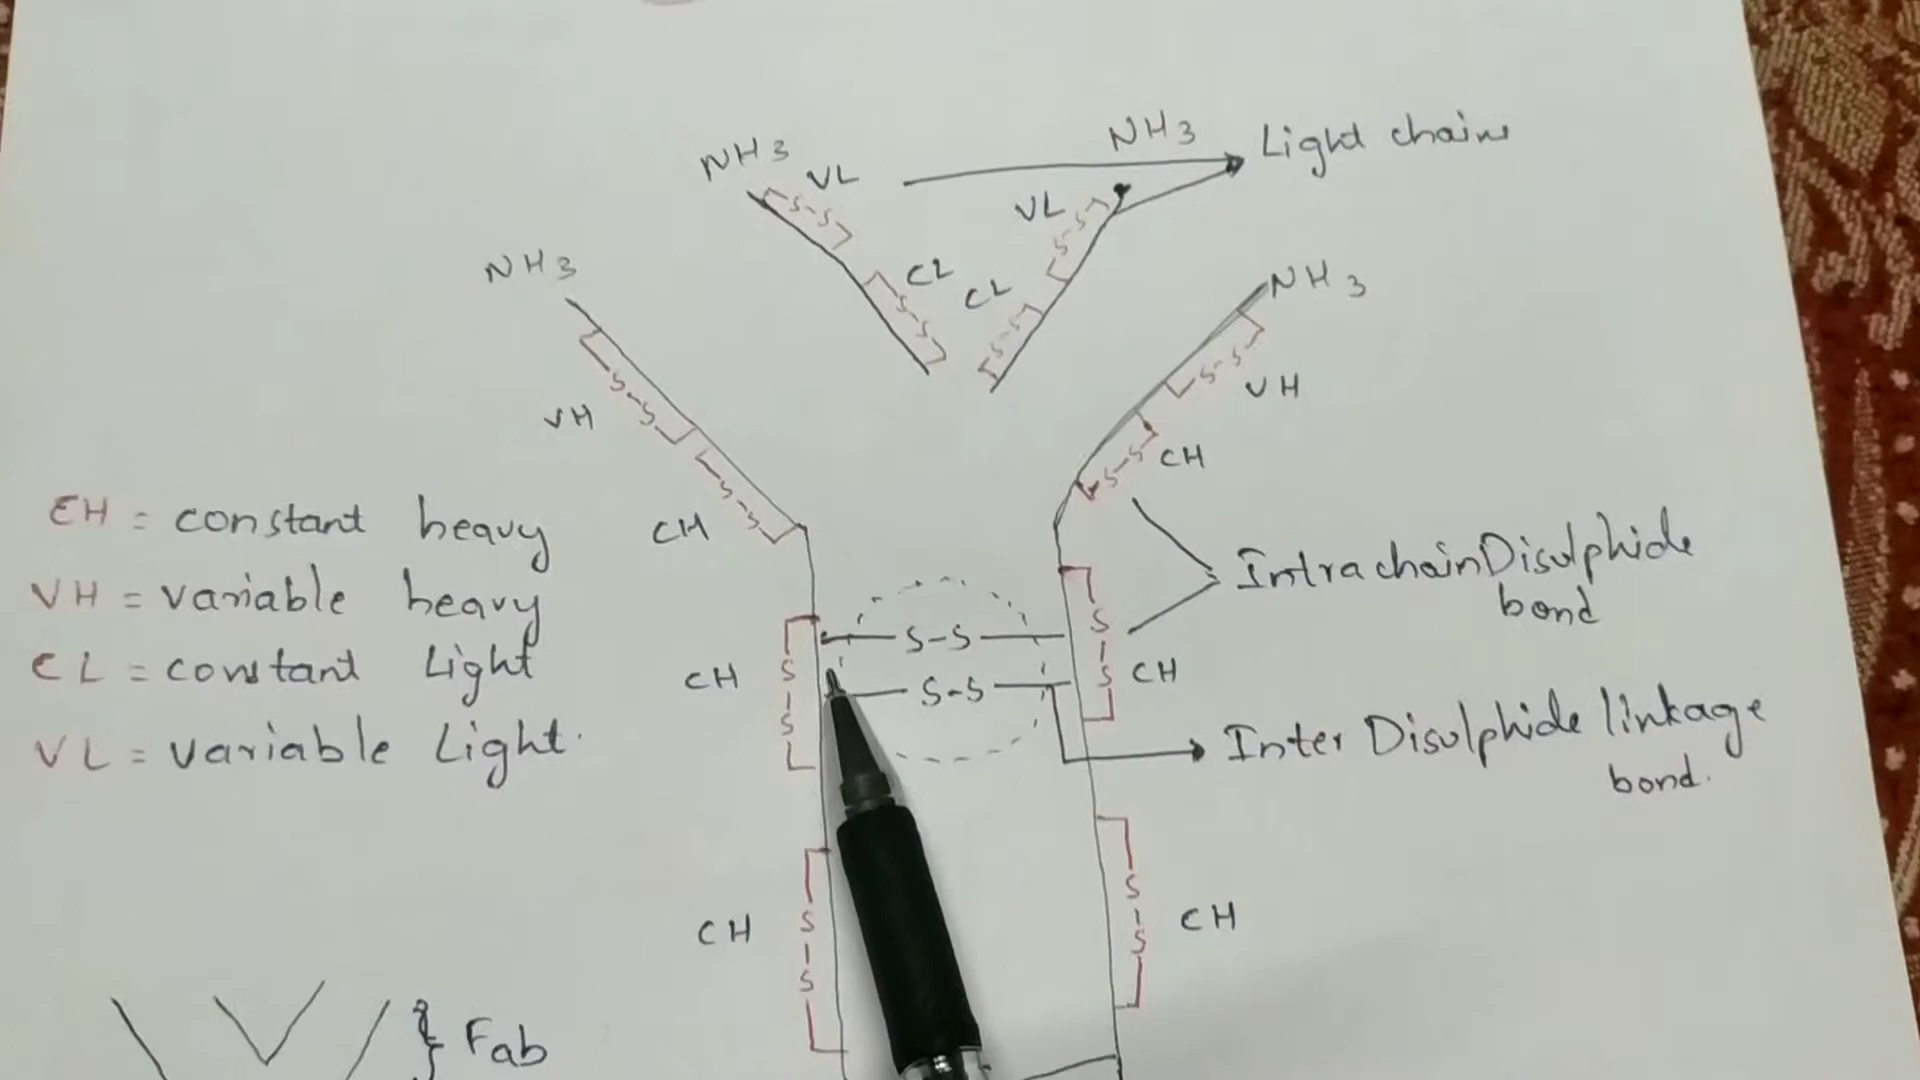 NH3
Light chain
NH3
VL
VL
NH3
S-S
S-S
CL
CL
NH3
S-S
S-S
S-S
VH
S-S
VH
S-S
CH
S-S
CH
CH = constant heavy
VH = variable heavy
CL = constant Light
VL = variable Light.
Intrachain Disulphide
bond
S-S
S-S
CH
S-S
S-S
CH
Inter Disulphide linkage
bond.
CH
S-S
S-S
CH
Fab